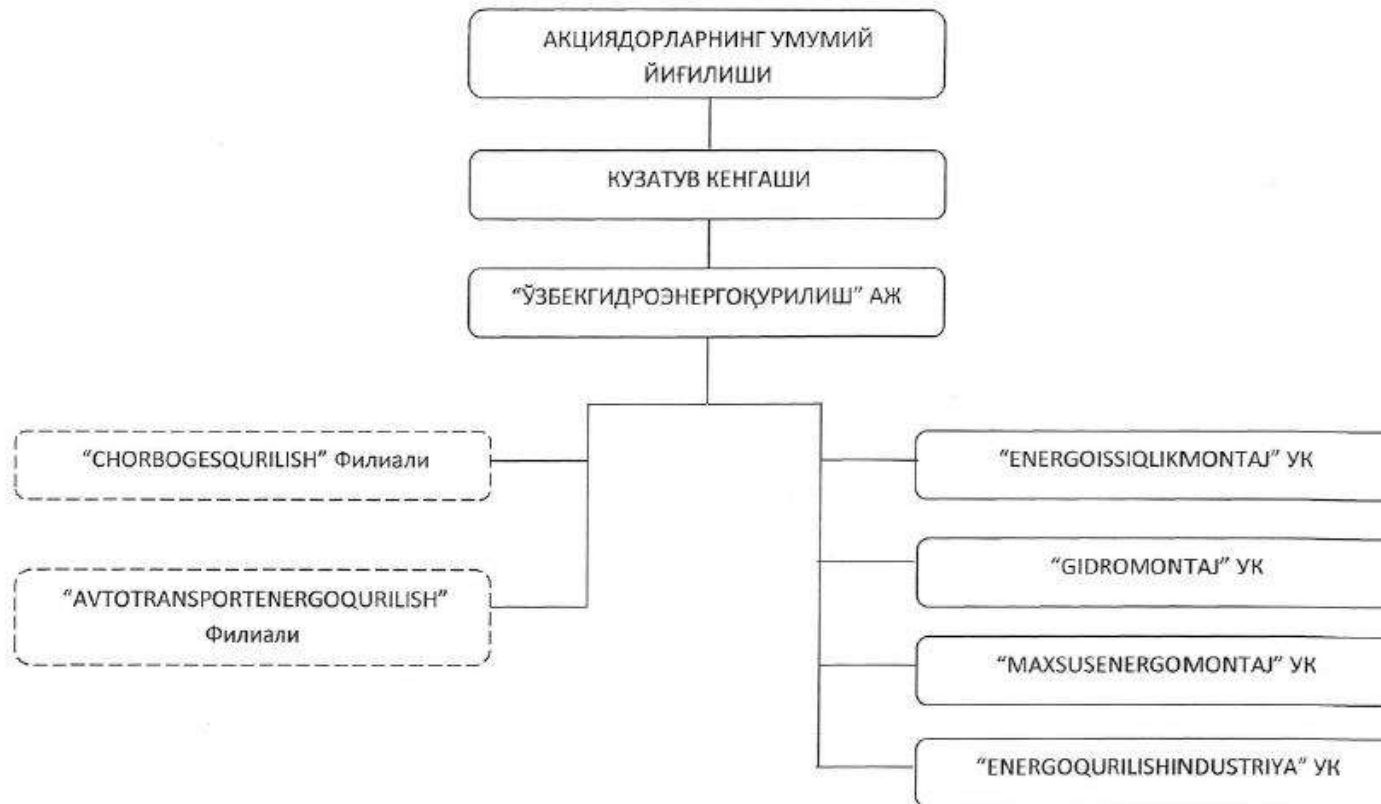 АКЦИЯДОРЛАРНИНГ УМУМИЙ
ЙИҒИЛИШИ
КУЗАТУВ КЕНГАШИ
“ЎЗБЕКГИДРОЭНЕРГОҚУРИЛИШ” АЖ
“CHORBOGESQURILISH” Филиали
“AVTOTRANSPORTENERGOQURILISH”
Филиали
“ENERGOISSIQLIKMONTAJ” УК
“GIDROMONTAJ” УК
“MAXSUSENERGOMONTAJ” УК
“ENERGOQURILISHINDUSTRIYA” УК